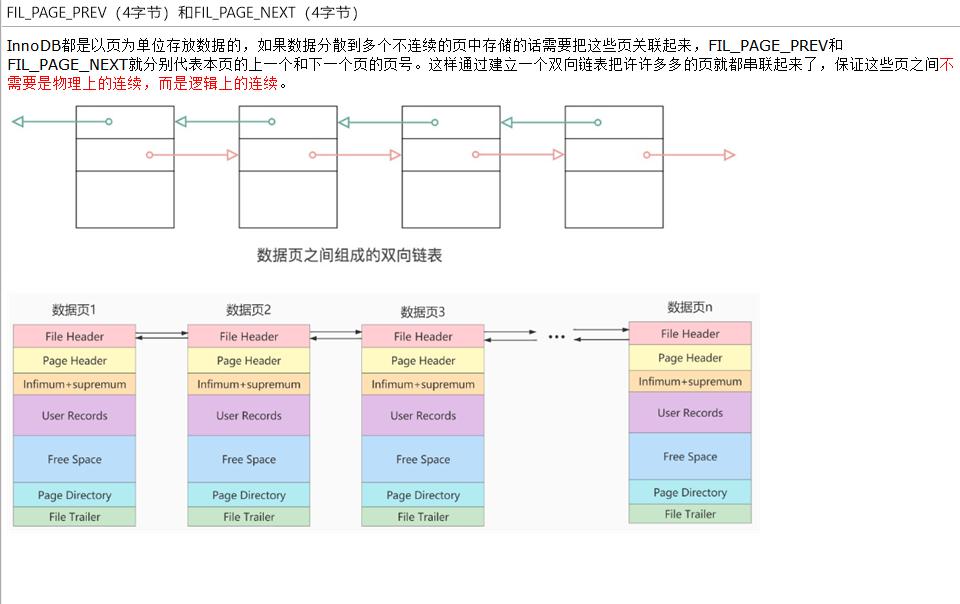 FIL_PAGE_PREV（4字节）和FIL_PAGE_NEXT（4字节）
InnoDB都是以页为单位存放数据的，如果数据分散到多个不连续的页中存储的话需要把这些页关联起来，FIL_PAGE_PREV和
FIL_PAGE_NEXT就分别代表本页的上一个和下一个页的页号。这样通过建立一个双向链表把许许多多的页就都串联起来了，保证这些页之间不
需要是物理上的连续，而是逻辑上的连续。
数据页之间组成的双向链表
数据页1 数据页2 数据页3 数据页n
File Header File Header File Header ... File Header
Page Header Page Header Page Header Page Header
Infimum+supremum Infimum+supremum Infimum+supremum Infimum+supremum
User Records User Records User Records User Records
Free Space Free Space Free Space Free Space
Page Directory Page Directory Page Directory Page Directory
File Trailer File Trailer File Trailer File Trailer